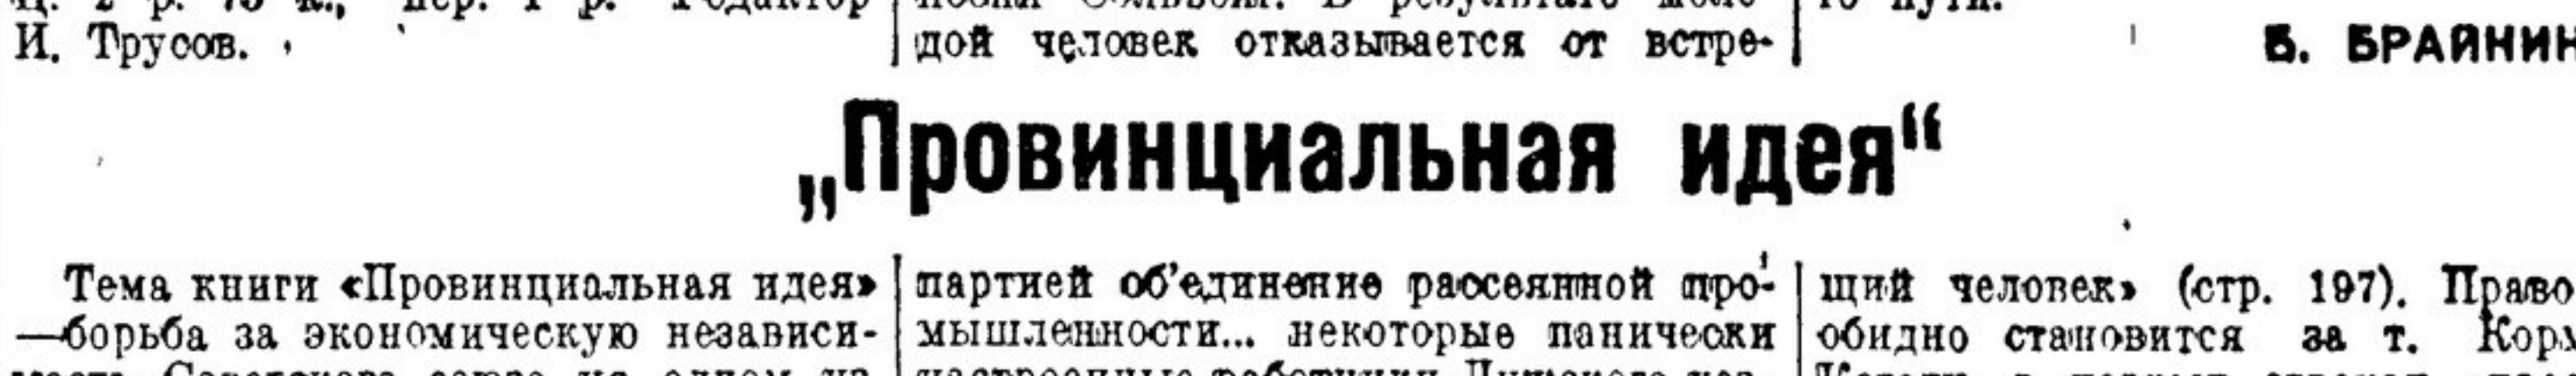 И. Трусов.
дой человек отказывается от встре-
Б. БРАЙНИН
„Провинциальная идея“
Тема книги «Провинциальная идея»
—борьба за экономическую независи-
партией об'единение рассеянной про-
мышленности... некоторые панически
щий человек» (стр. 197). Право
обидно становится за т.